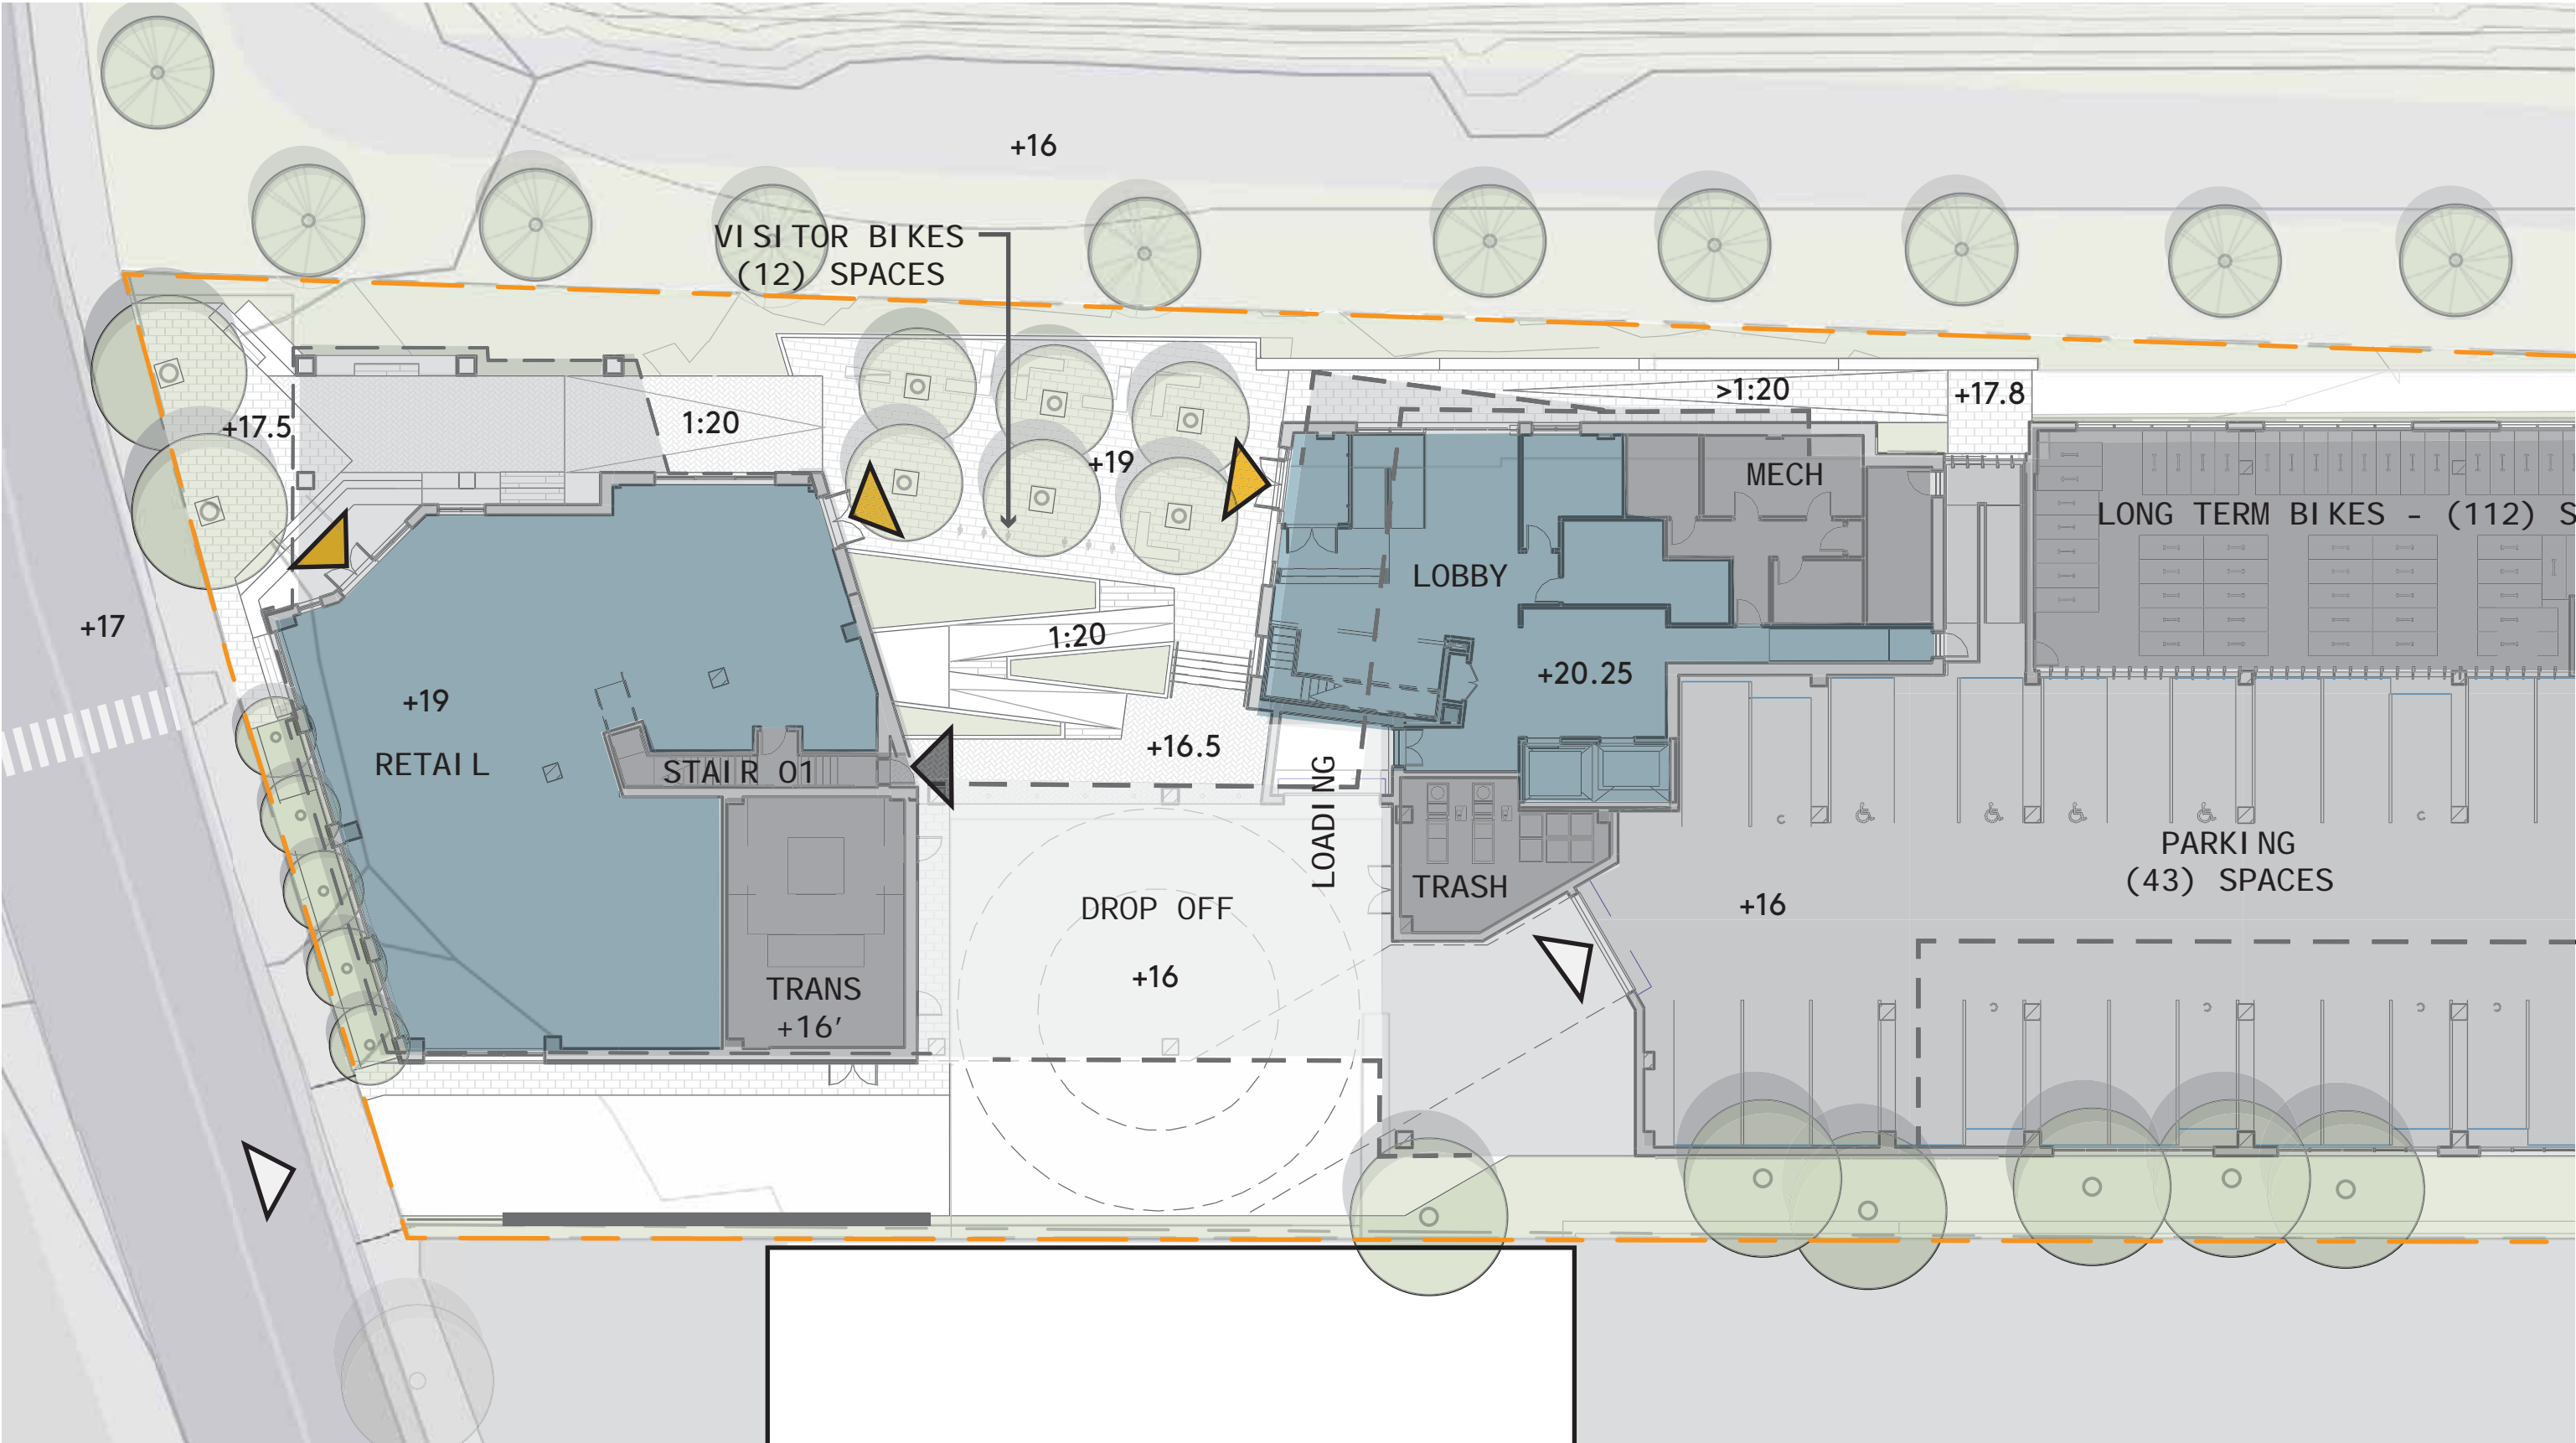 +16
VISITOR BIKES
(12) SPACES
>1:20
+17.8
1:20
+17.5
+19
MECH
LONG TERM BIKES - (112) S
LOBBY
+17
1:20
+20.25
+19
RETAIL
+16.5
STAIR 01
LOADING
PARKING
(43) SPACES
TRASH
+16
DROP OFF
+16
TRANS
+16'